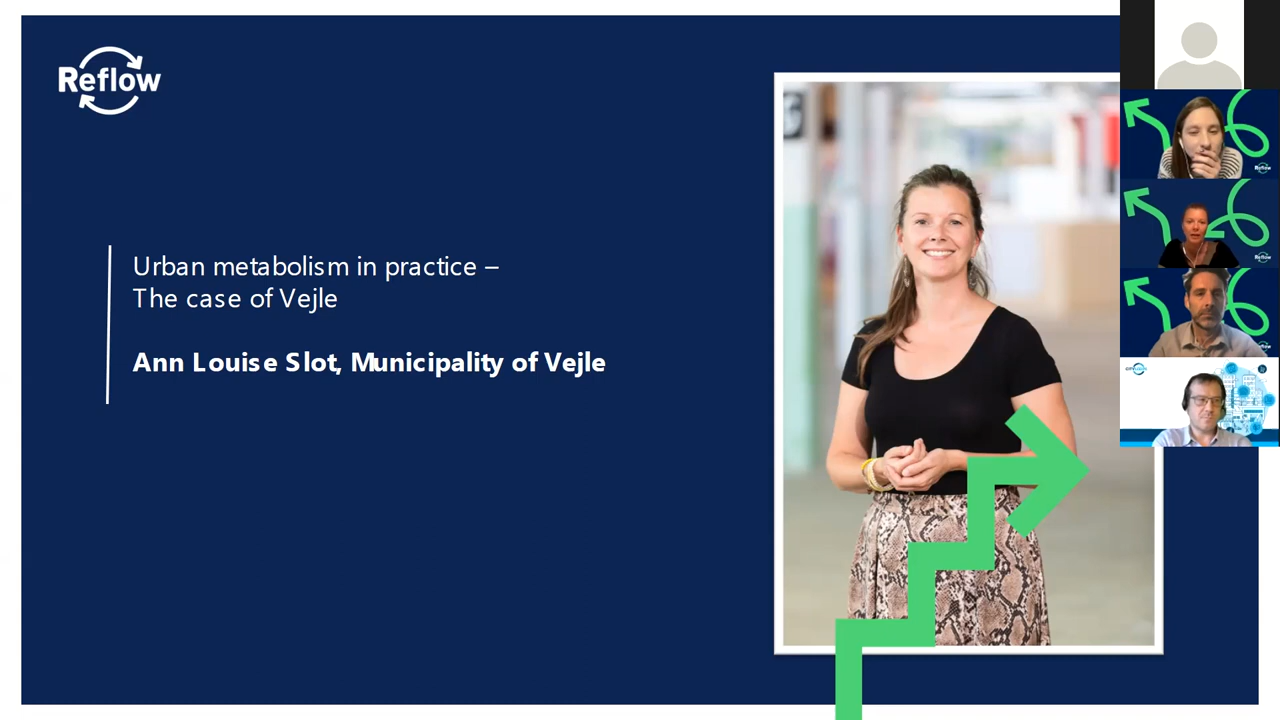 Reflow
Urban metabolism in practice –
The case of Vejle
Ann Louise Slot, Municipality of Vejle